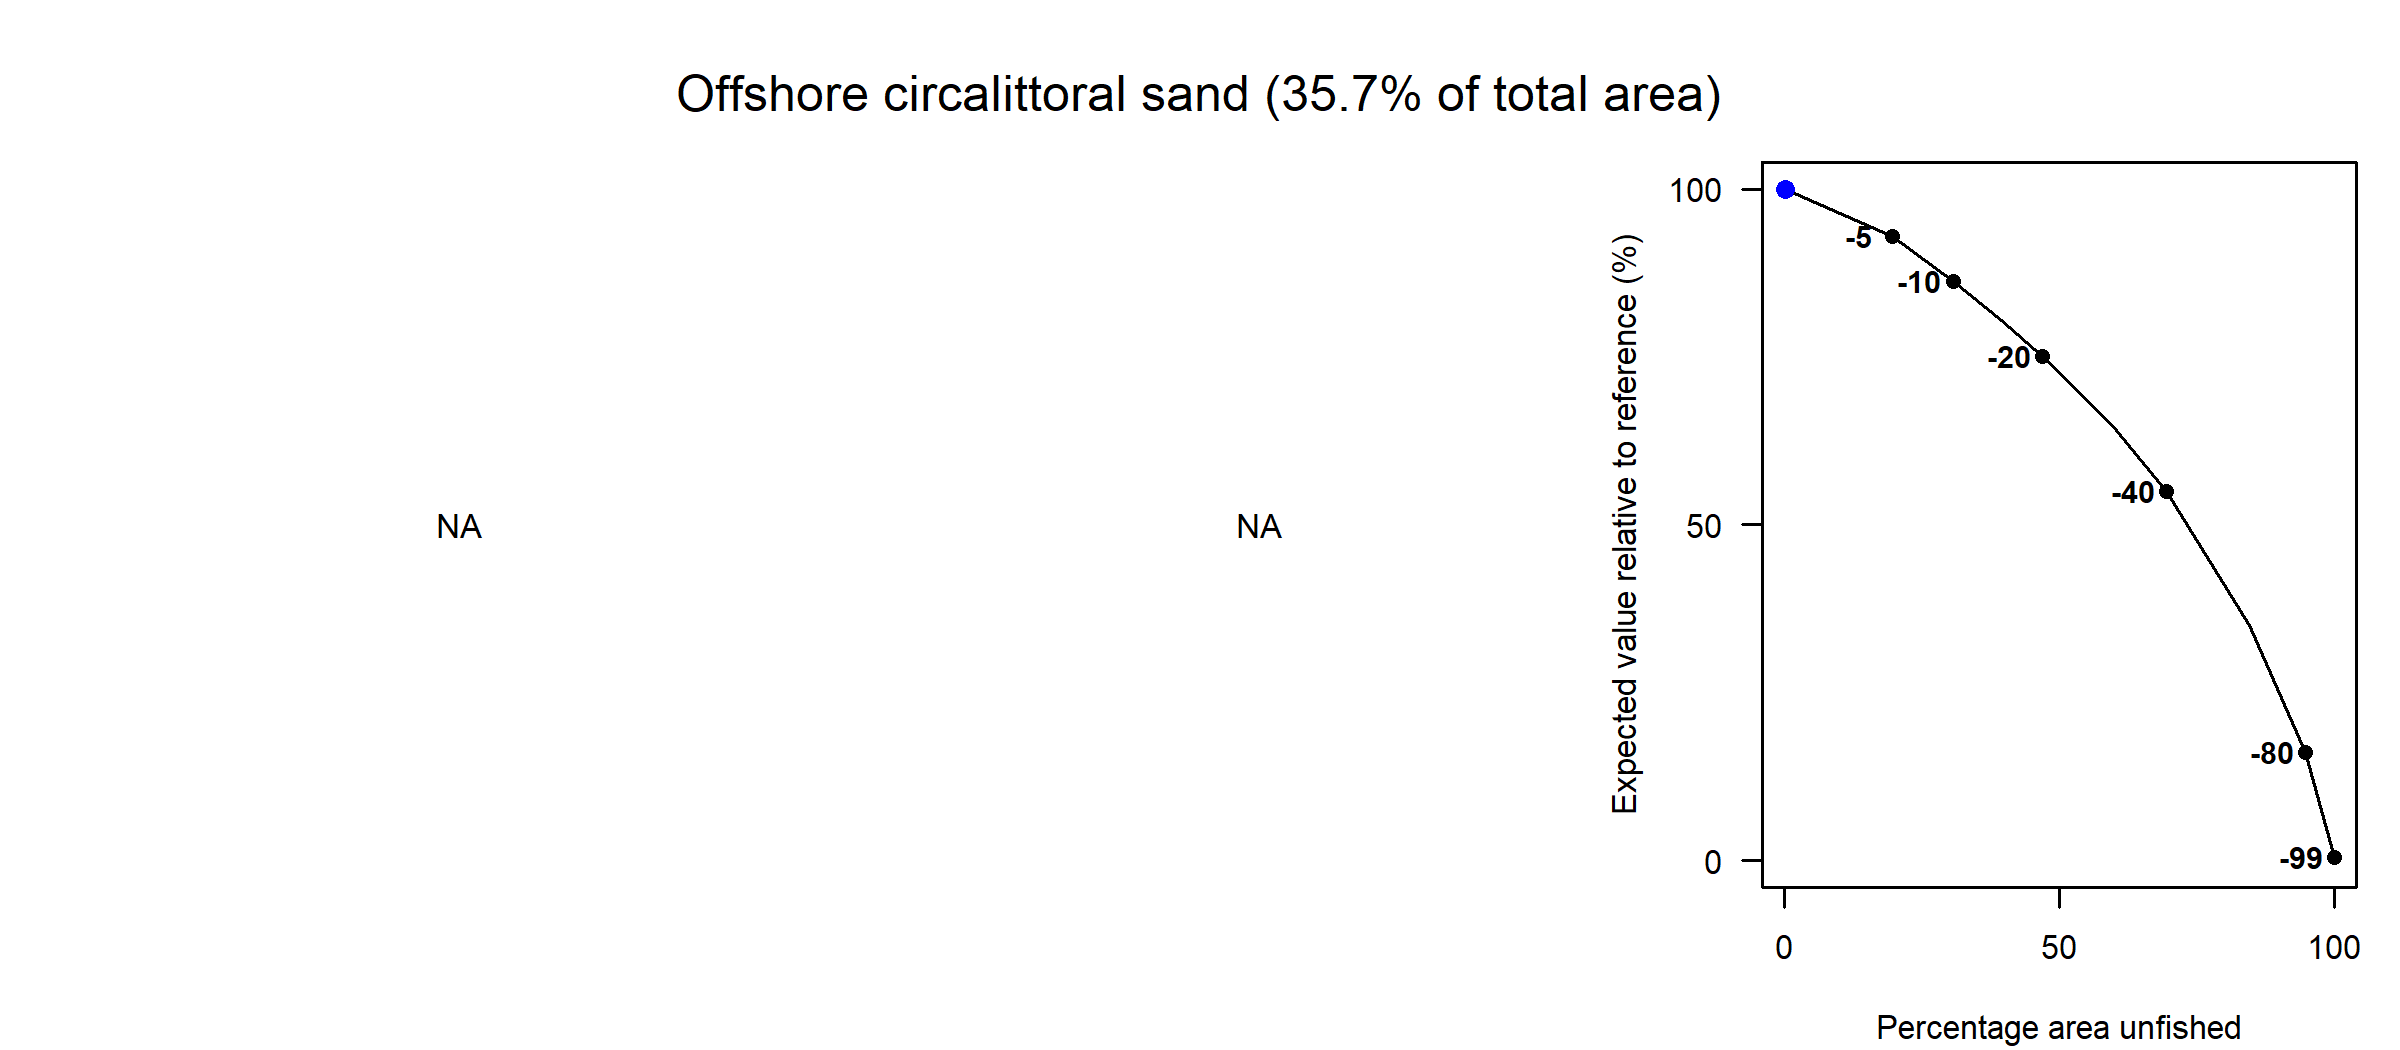 Offshore circalittoral sand (35.7% of total area)
NA
NA
Expected value relative to reference (%)
100
50
0
-5
-10
-20
-40
-80
-99
0 50 100
Percentage area unfished